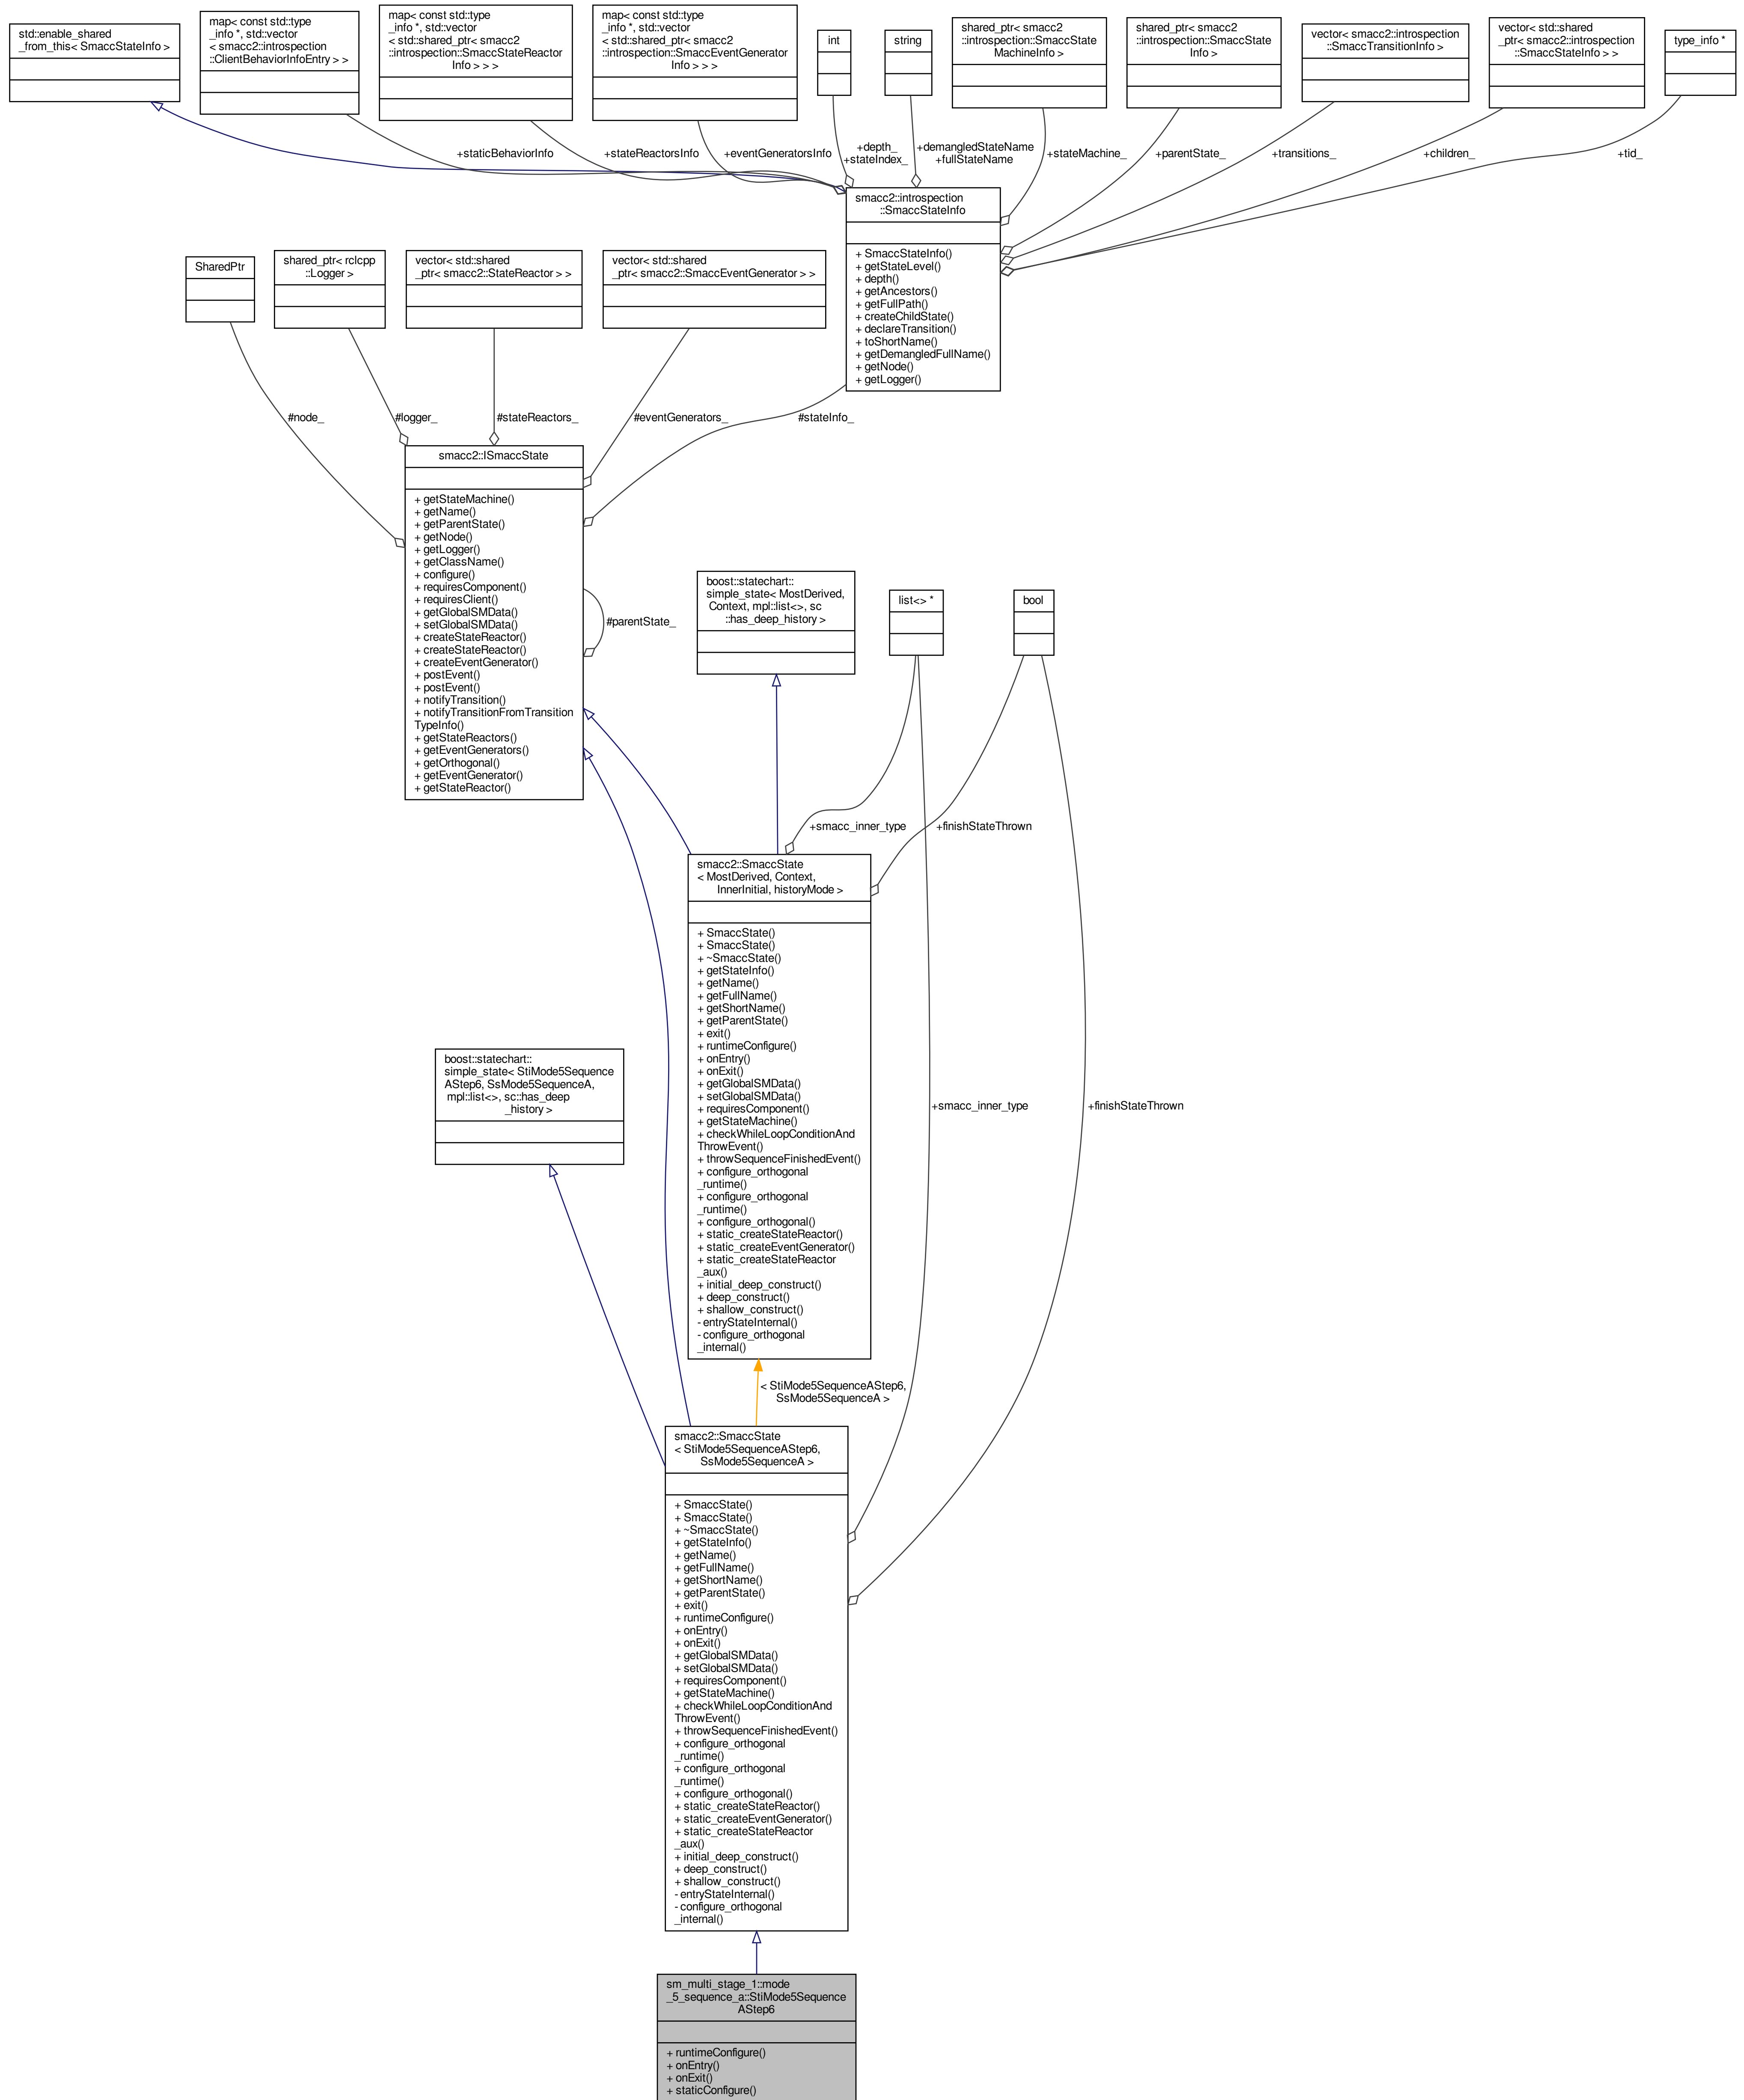 std::enable_shared
_from_this< SmaccStateInfo >
map< const std::type
_info *, std::vector
< smacc2::introspection
::ClientBehaviorInfoEntry > >
map< const std::type
_info *, std::vector
< std::shared_ptr< smacc2
::introspection::SmaccStateReactor
Info > > >
map< const std::type
_info *, std::vector
< std::shared_ptr< smacc2
::introspection::SmaccEventGenerator
Info > > >
int
string
shared_ptr< smacc2
::introspection::SmaccState
MachineInfo >
shared_ptr< smacc2
::introspection::SmaccState
Info >
vector< smacc2::introspection
::SmaccTransitionInfo >
vector< std::shared
_ptr< smacc2::introspection
::SmaccStateInfo > >
type_info *
+staticBehaviorInfo
+stateReactorsInfo
+eventGeneratorsInfo
+depth_
+stateIndex_
+demangledStateName
+fullStateName
+stateMachine_
+parentState_
+transitions_
+children_
+tid_
smacc2::introspection
::SmaccStateInfo
+ SmaccStateInfo()
+ getStateLevel()
+ depth()
+ getAncestors()
+ getFullPath()
+ createChildState()
+ declareTransition()
+ toShortName()
+ getDemangledFullName()
+ getNode()
+ getLogger()
SharedPtr
shared_ptr< rclcpp
::Logger >
vector< std::shared
_ptr< smacc2::StateReactor > >
vector< std::shared
_ptr< smacc2::SmaccEventGenerator > >
#node_
#logger_
#stateReactors_
#eventGenerators_
#stateInfo_
smacc2::ISmaccState
+ getStateMachine()
+ getName()
+ getParentState()
+ getNode()
+ getLogger()
+ getClassName()
+ configure()
+ requiresComponent()
+ requiresClient()
+ getGlobalSMData()
+ setGlobalSMData()
+ createStateReactor()
+ createStateReactor()
+ createEventGenerator()
+ postEvent()
+ postEvent()
+ notifyTransition()
+ notifyTransitionFromTransition
TypeInfo()
+ getStateReactors()
+ getEventGenerators()
+ getOrthogonal()
+ getEventGenerator()
+ getStateReactor()
#parentState_
boost::statechart::
simple_state< MostDerived,
Context, mpl::list<>, sc
::has_deep_history >
list<> *
bool
+smacc_inner_type
+finishStateThrown
smacc2::SmaccState
< MostDerived, Context,
InnerInitial, historyMode >
+ SmaccState()
+ SmaccState()
+ ~SmaccState()
+ getStateInfo()
+ getName()
+ getFullName()
+ getShortName()
+ getParentState()
+ exit()
+ runtimeConfigure()
+ onEntry()
+ onExit()
+ getGlobalSMData()
+ setGlobalSMData()
+ requiresComponent()
+ getStateMachine()
+ checkWhileLoopConditionAnd
ThrowEvent()
+ throwSequenceFinishedEvent()
+ configure_orthogonal
_runtime()
+ configure_orthogonal
_runtime()
+ configure_orthogonal()
+ static_createStateReactor()
+ static_createEventGenerator()
+ static_createStateReactor
_aux()
+ initial_deep_construct()
+ deep_construct()
+ shallow_construct()
- entryStateInternal()
- configure_orthogonal
_internal()
boost::statechart::
simple_state< StiMode5Sequence
AStep6, SsMode5SequenceA,
mpl::list<>, sc::has_deep
_history >
+smacc_inner_type
+finishStateThrown
< StiMode5SequenceAStep6,
SsMode5SequenceA >
smacc2::SmaccState
< StiMode5SequenceAStep6,
SsMode5SequenceA >
+ SmaccState()
+ SmaccState()
+ ~SmaccState()
+ getStateInfo()
+ getName()
+ getFullName()
+ getShortName()
+ getParentState()
+ exit()
+ runtimeConfigure()
+ onEntry()
+ onExit()
+ getGlobalSMData()
+ setGlobalSMData()
+ requiresComponent()
+ getStateMachine()
+ checkWhileLoopConditionAnd
ThrowEvent()
+ throwSequenceFinishedEvent()
+ configure_orthogonal
_runtime()
+ configure_orthogonal
_runtime()
+ configure_orthogonal()
+ static_createStateReactor()
+ static_createEventGenerator()
+ static_createStateReactor
_aux()
+ initial_deep_construct()
+ deep_construct()
+ shallow_construct()
- entryStateInternal()
- configure_orthogonal
_internal()
sm_multi_stage_1::mode
_5_sequence_a::StiMode5Sequence
AStep6
+ runtimeConfigure()
+ onEntry()
+ onExit()
+ staticConfigure()